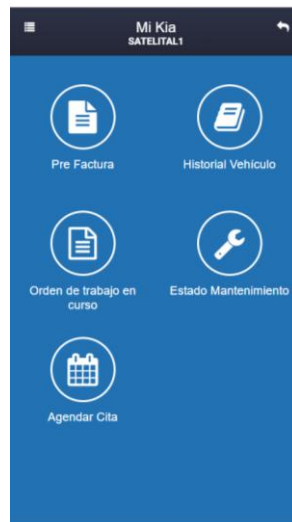 Mi Kia
SATELITAL1
Pre Factura
Historial Vehículo
Orden de trabajo en
curso
Estado Mantenimiento
Agendar Cita